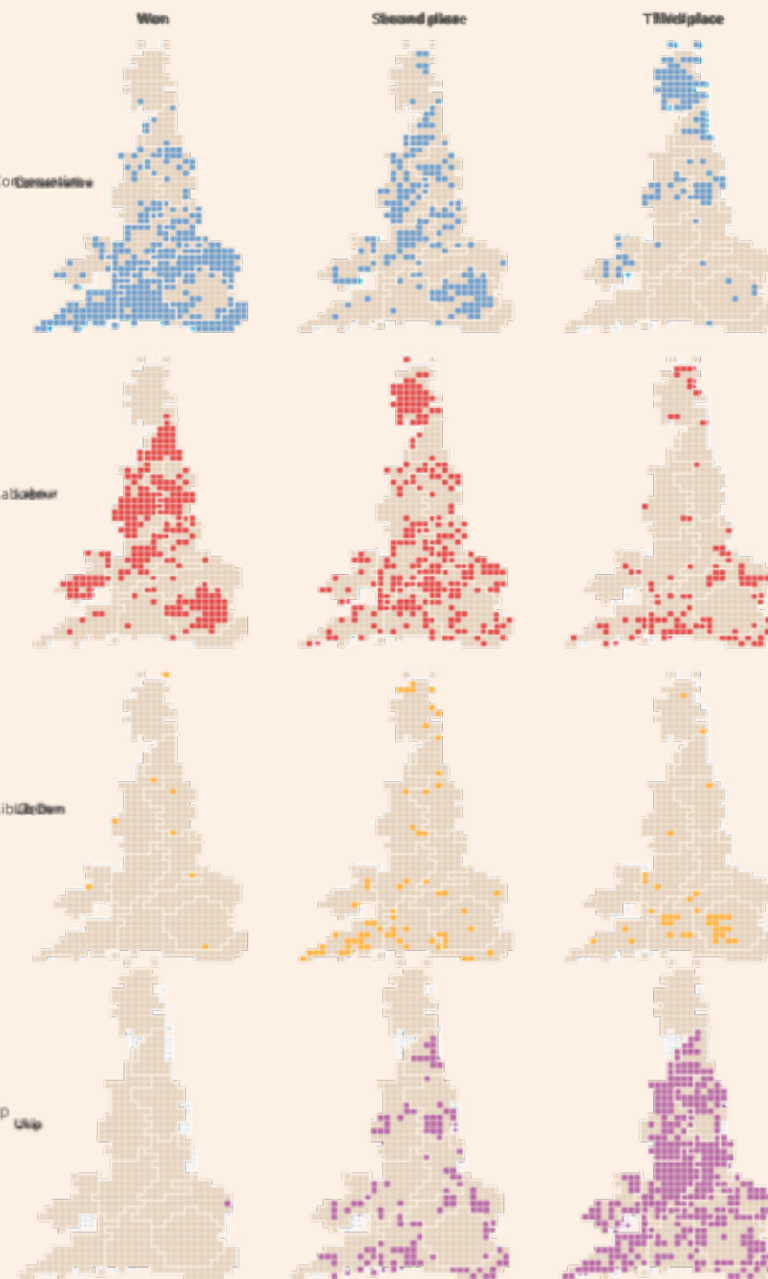 Won
Second place
Third place
Conservative
Labour
Lib Dem
Ukip